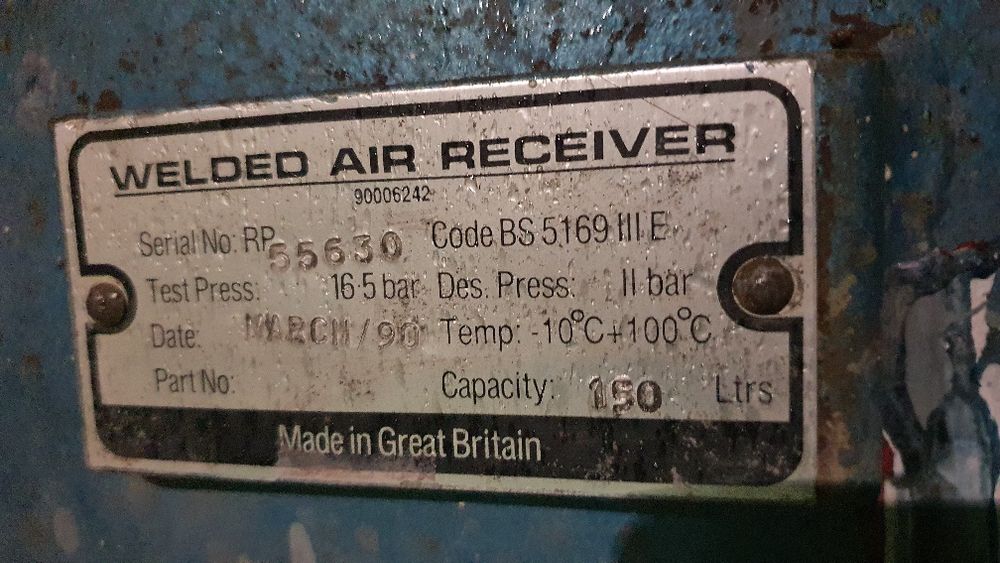 WELDED AIR RECEIVER
90006242
Serial No: RP 55630 Code BS 5169 III E
Test Press: 16·5 bar Des. Press: 11 bar
Date: MARCH/90 Temp: -10°C+100°C
Part No: Capacity: 150 Ltrs
Made in Great Britain